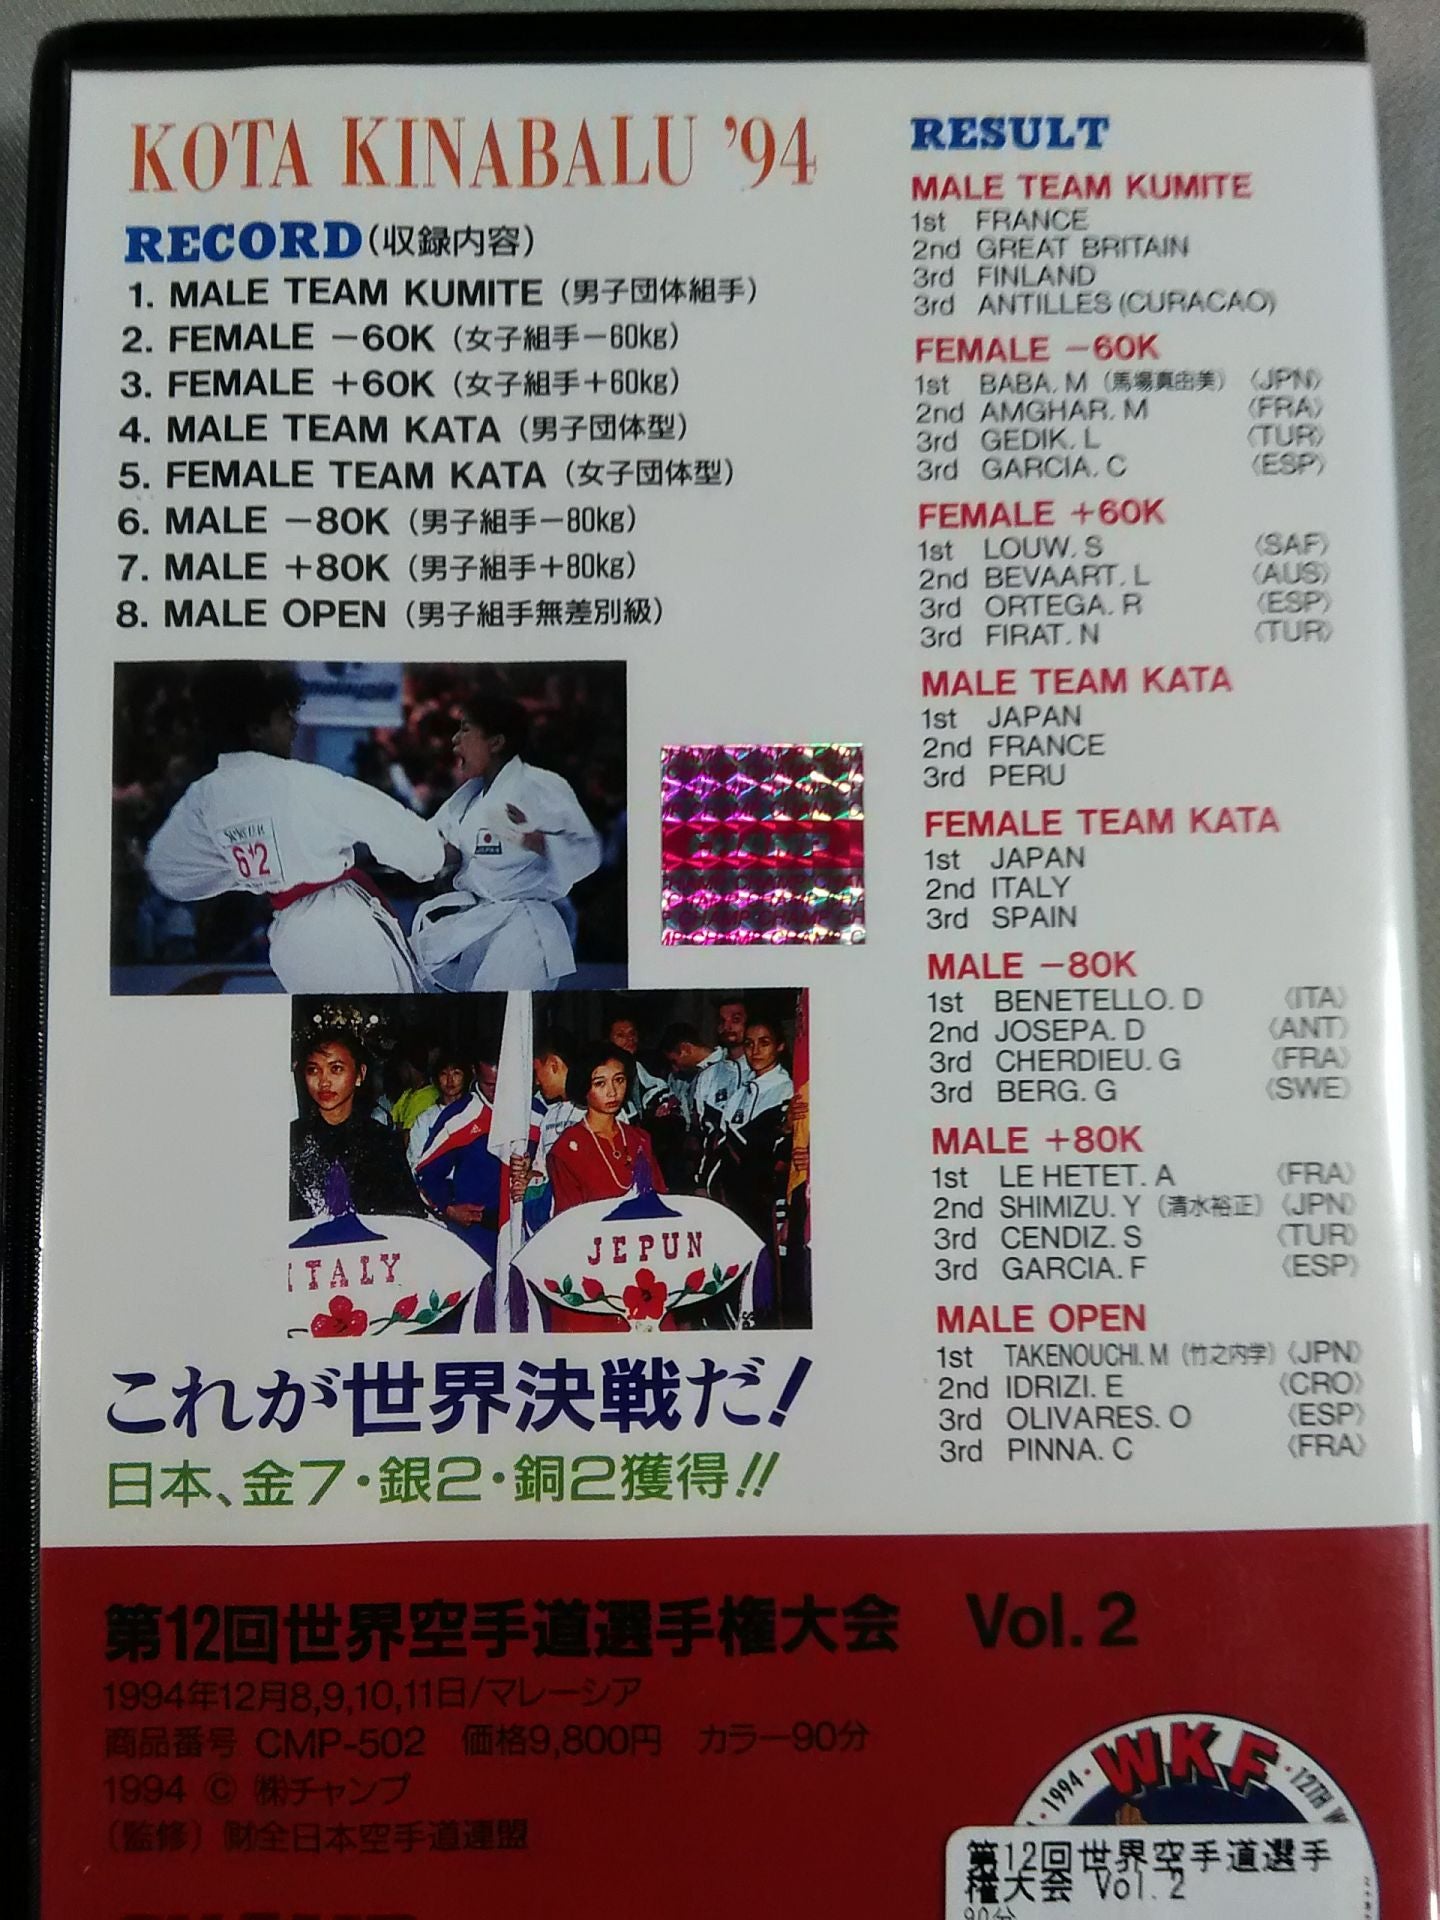 KOTA KINABALU '94
RECORD(収録内容)
1. MALE TEAM KUMITE (男子団体組手)
2. FEMALE －60K (女子組手－60kg)
3. FEMALE ＋60K (女子組手＋60kg)
4. MALE TEAM KATA (男子団体型)
5. FEMALE TEAM KATA (女子団体型)
6. MALE －80K (男子組手－80kg)
7. MALE ＋80K (男子組手＋80kg)
8. MALE OPEN (男子組手無差別級)
612
JAPAN
CHAMP
ITALY
JEPUN
これが世界決戦だ!
日本、金7・銀2・銅2獲得!!
RESULT
MALE TEAM KUMITE
1st FRANCE
2nd GREAT BRITAIN
3rd FINLAND
3rd ANTILLES (CURACAO)
FEMALE －60K
1st BABA. M (馬場真由美) 〈JPN〉
2nd AMGHAR. M 〈FRA〉
3rd GEDIK. L 〈TUR〉
3rd GARCIA. C 〈ESP〉
FEMALE ＋60K
1st LOUW. S 〈SAF〉
2nd BEVAART. L 〈AUS〉
3rd ORTEGA. R 〈ESP〉
3rd FIRAT. N 〈TUR〉
MALE TEAM KATA
1st JAPAN
2nd FRANCE
3rd PERU
FEMALE TEAM KATA
1st JAPAN
2nd ITALY
3rd SPAIN
MALE －80K
1st BENETELLO. D 〈ITA〉
2nd JOSEPA. D 〈ANT〉
3rd CHERDIEU. G 〈FRA〉
3rd BERG. G 〈SWE〉
MALE ＋80K
1st LE HETET. A 〈FRA〉
2nd SHIMIZU. Y (清水裕正) 〈JPN〉
3rd CENDIZ. S 〈TUR〉
3rd GARCIA. F 〈ESP〉
MALE OPEN
1st TAKENOUCHI. M (竹之内学) 〈JPN〉
2nd IDRIZI. E 〈CRO〉
3rd OLIVARES. O 〈ESP〉
3rd PINNA. C 〈FRA〉
第12回世界空手道選手権大会 Vol. 2
1994年12月8,9,10,11日/マレーシア
商品番号 CMP-502 価格9,800円 カラー90分
1994 © ㈱チャンプ
(監修) ㈶全日本空手道連盟
・1994・WKF・12TH W
第12回世界空手道選手
権大会 Vol. 2
90分